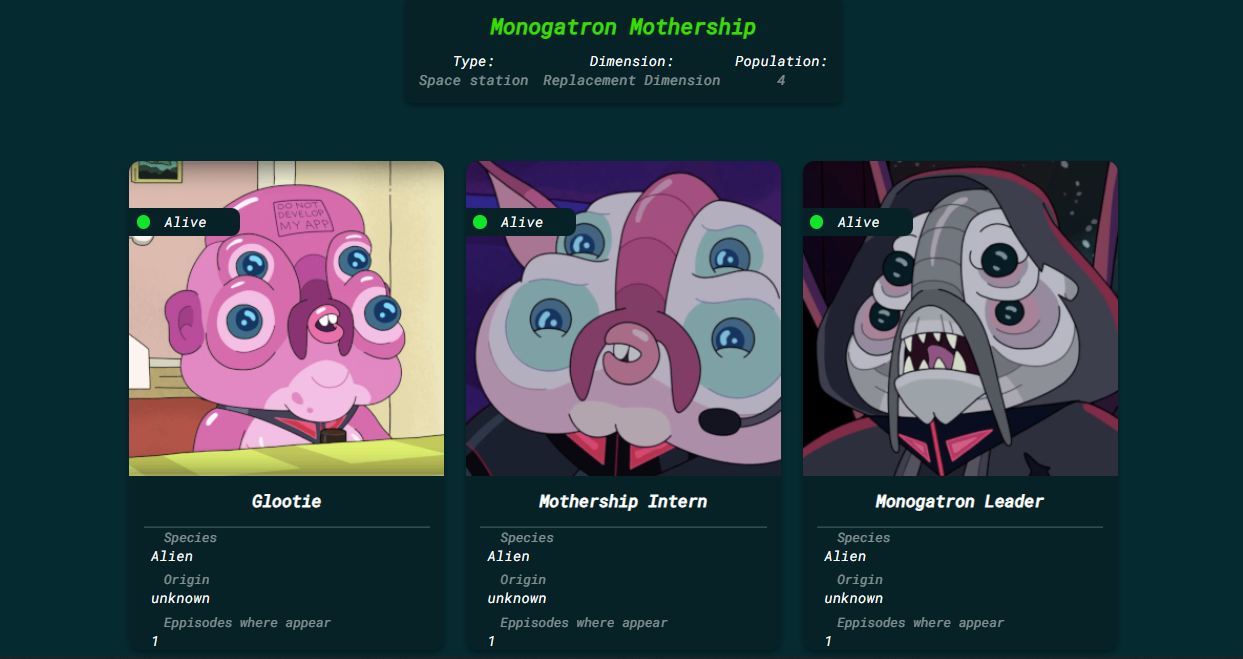 Monogatron Mothership
Type: Dimension: Population:
Space station Replacement Dimension 4
DO NOT
DEVELOP
MY APP
Alive Alive Alive
Glootie Mothership Intern Monogatron Leader
Species Species Species
Alien Alien Alien
Origin Origin Origin
unknown unknown unknown
Eppisodes where appear Eppisodes where appear Eppisodes where appear
1 1 1